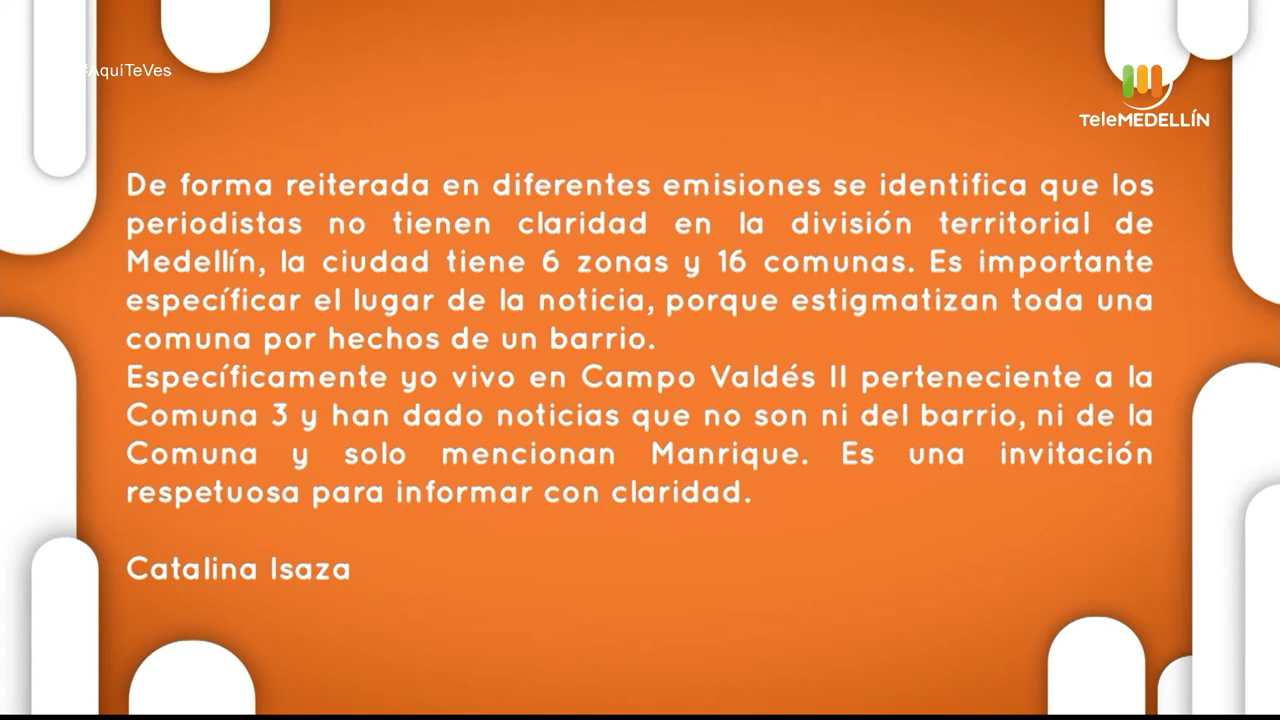 #AquíTeVes
TeleMEDELLÍN
De forma reiterada en diferentes emisiones se identifica que los
periodistas no tienen claridad en la división territorial de
Medellín, la ciudad tiene 6 zonas y 16 comunas. Es importante
específicar el lugar de la noticia, porque estigmatizan toda una
comuna por hechos de un barrio.
Específicamente yo vivo en Campo Valdés II perteneciente a la
Comuna 3 y han dado noticias que no son ni del barrio, ni de la
Comuna y solo mencionan Manrique. Es una invitación
respetuosa para informar con claridad.
Catalina Isaza